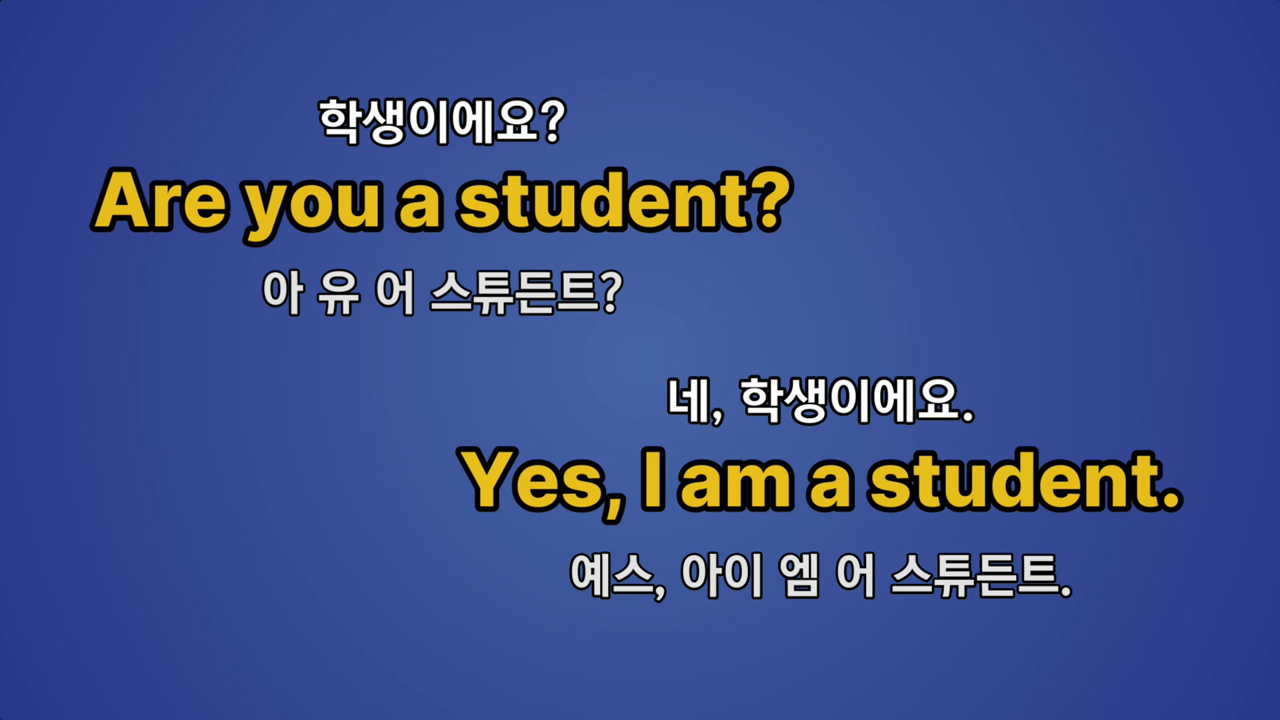 학생이에요?
Are you a student?
아 유 어 스튜든트?
네, 학생이에요.
Yes, I am a student.
예스, 아이 엠 어 스튜든트.